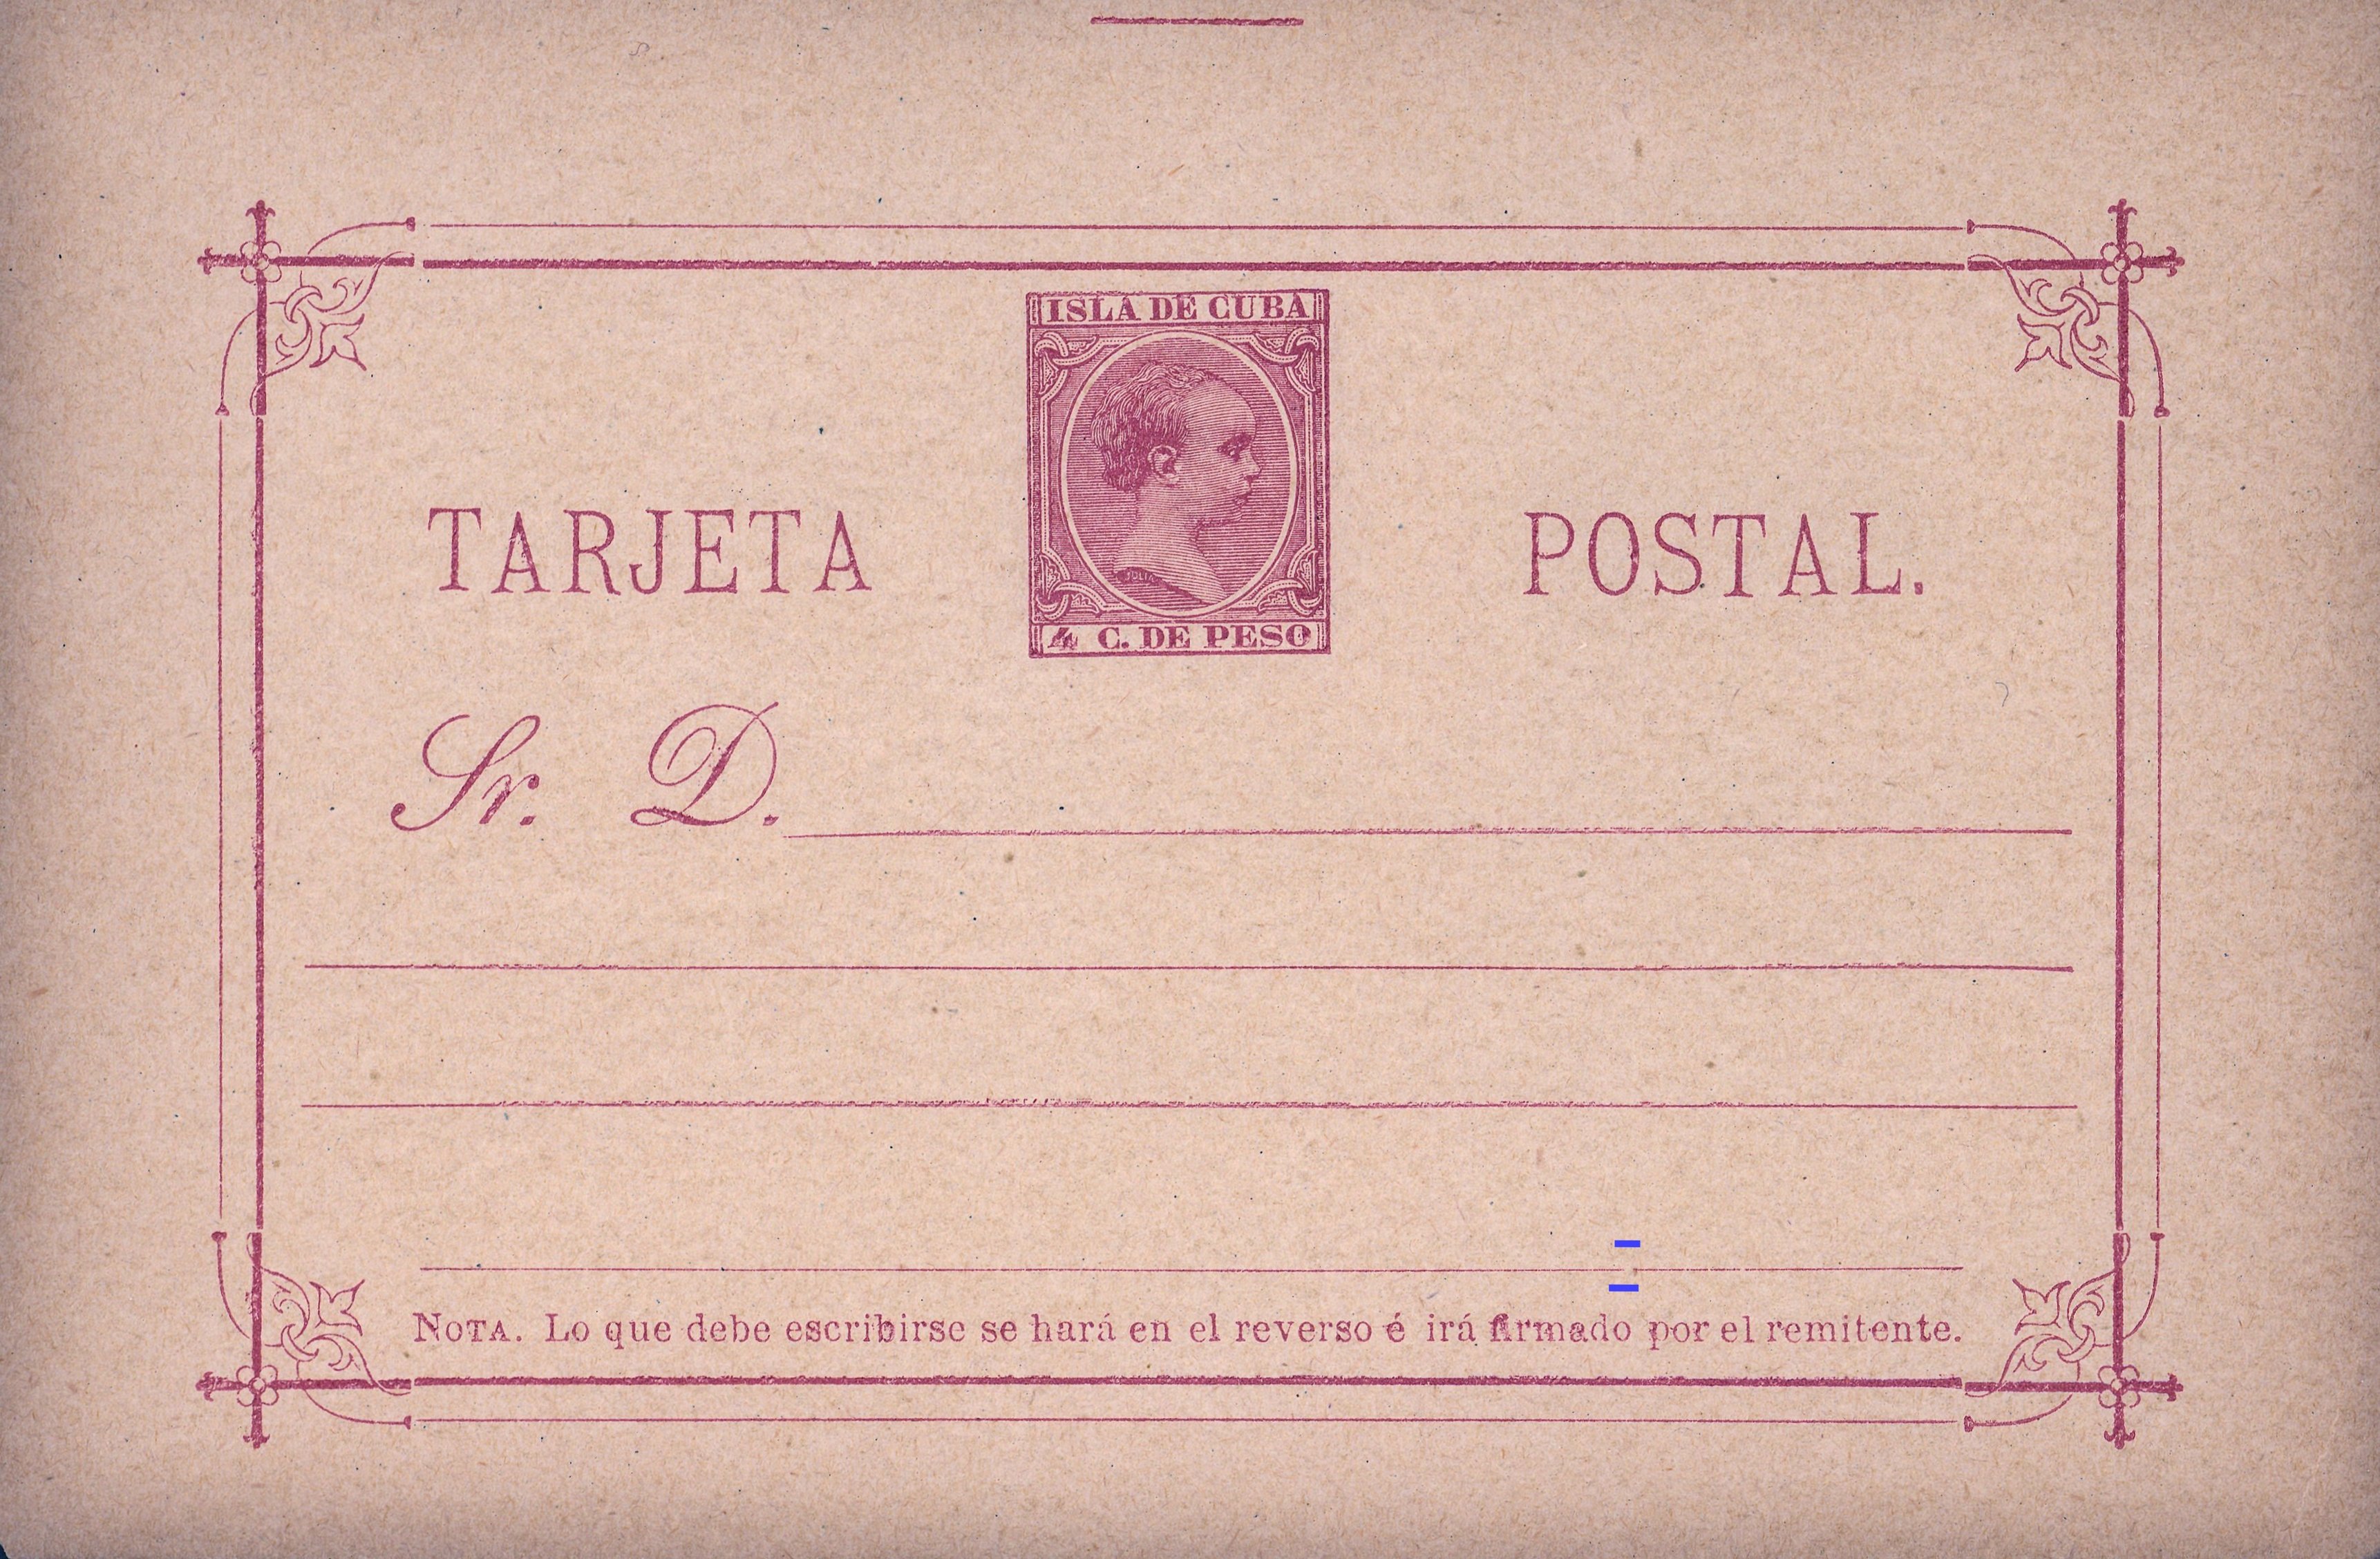 ISLA DE CUBA
JULIA
4 C. DE PESO
TARJETA POSTAL.
Sr. D.
NOTA. Lo que debe escribirse se hará en el reverso é irá firmado por el remitente.